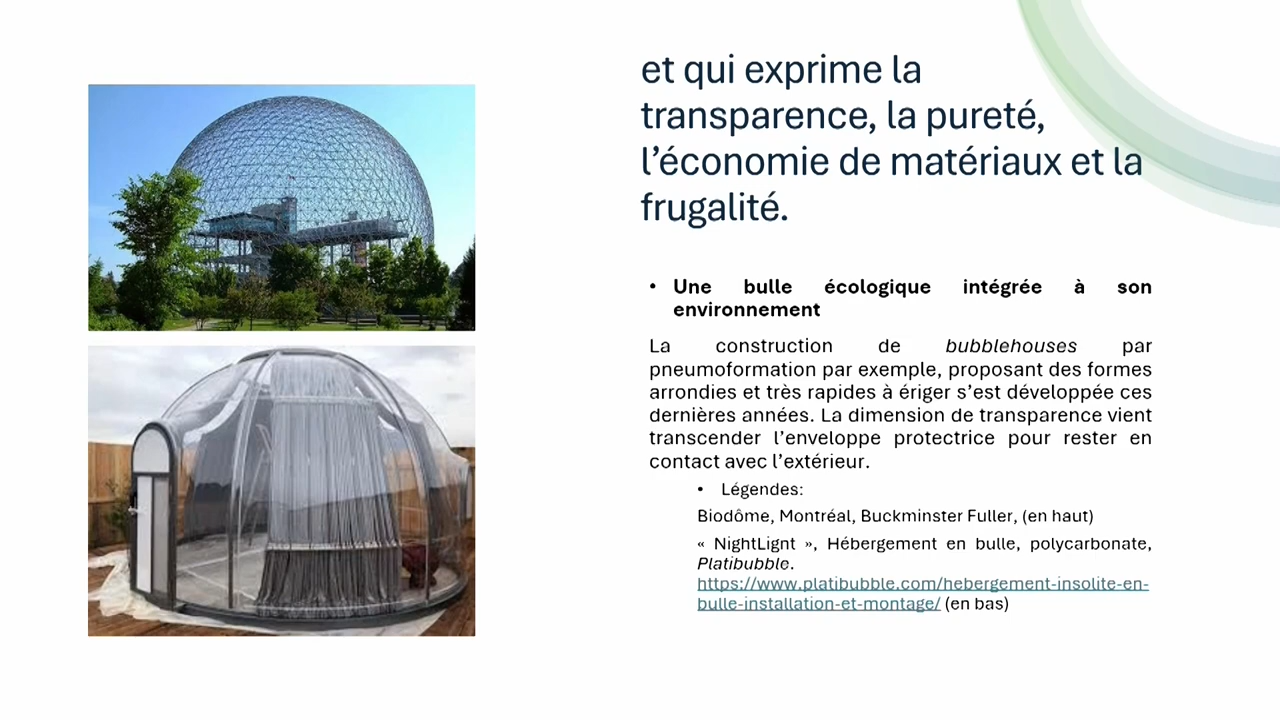 et qui exprime la
transparence, la pureté,
l’économie de matériaux et la
frugalité.
• Une bulle écologique intégrée à son
environnement
La construction de bubblehouses par
pneumoformation par exemple, proposant des formes
arrondies et très rapides à ériger s’est développée ces
dernières années. La dimension de transparence vient
transcender l’enveloppe protectrice pour rester en
contact avec l’extérieur.
• Légendes:
Biodôme, Montréal, Buckminster Fuller, (en haut)
« NightLignt », Hébergement en bulle, polycarbonate,
Platibubble.
https://www.platibubble.com/hebergement-insolite-en-
bulle-installation-et-montage/ (en bas)